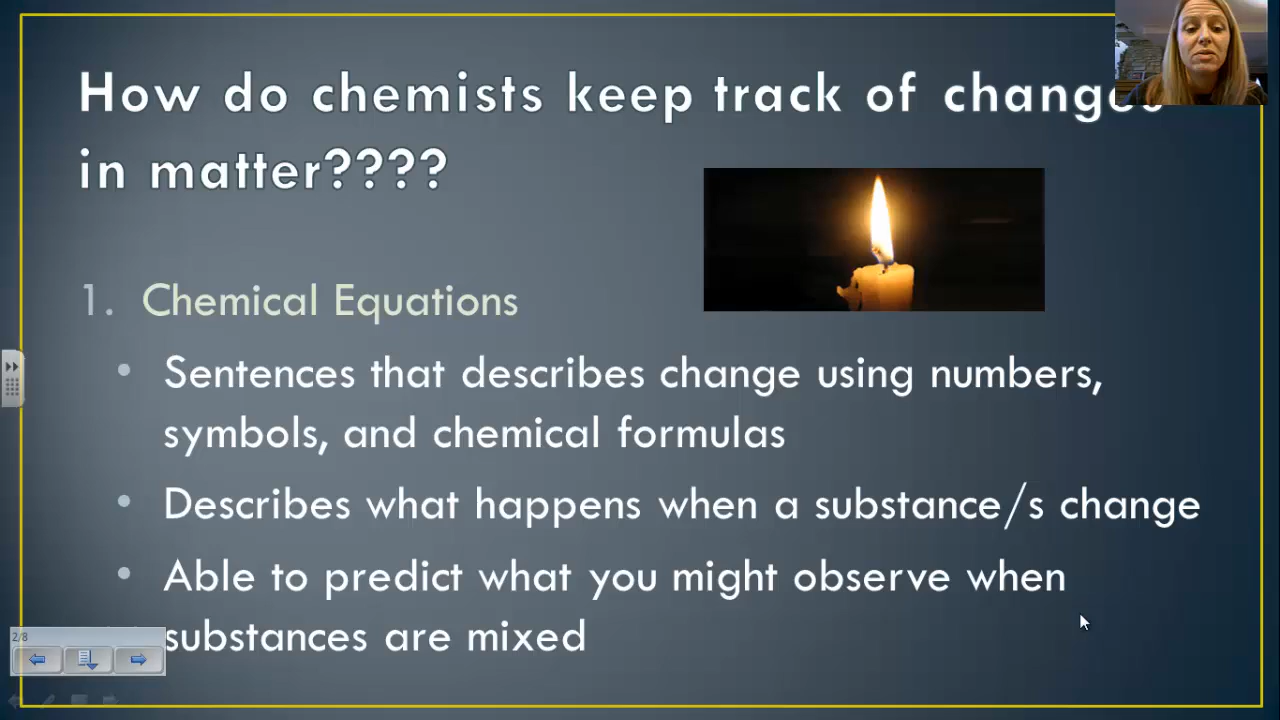 How do chemists keep track of changes
in matter????
1. Chemical Equations
• Sentences that describes change using numbers,
symbols, and chemical formulas
• Describes what happens when a substance/s change
• Able to predict what you might observe when
substances are mixed
2/8